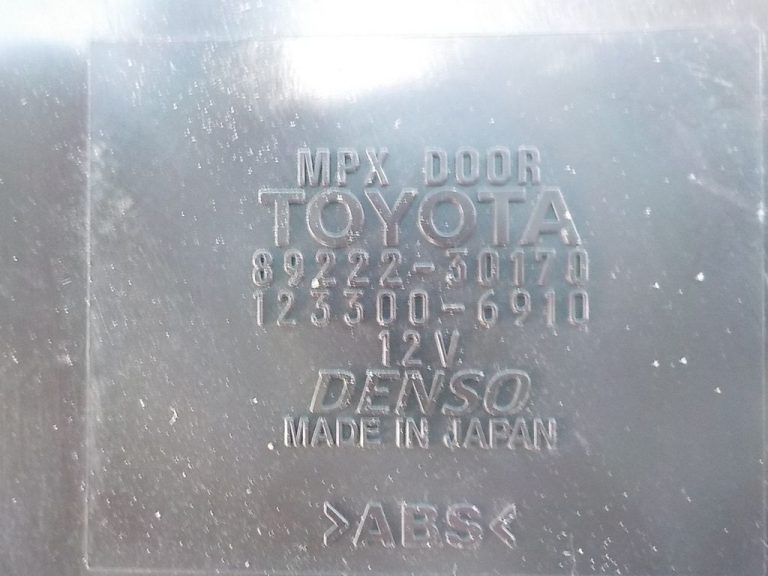 MPX DOOR
TOYOTA
89222-30170
123300-6910
12V
DENSO
MADE IN JAPAN
>ABS<